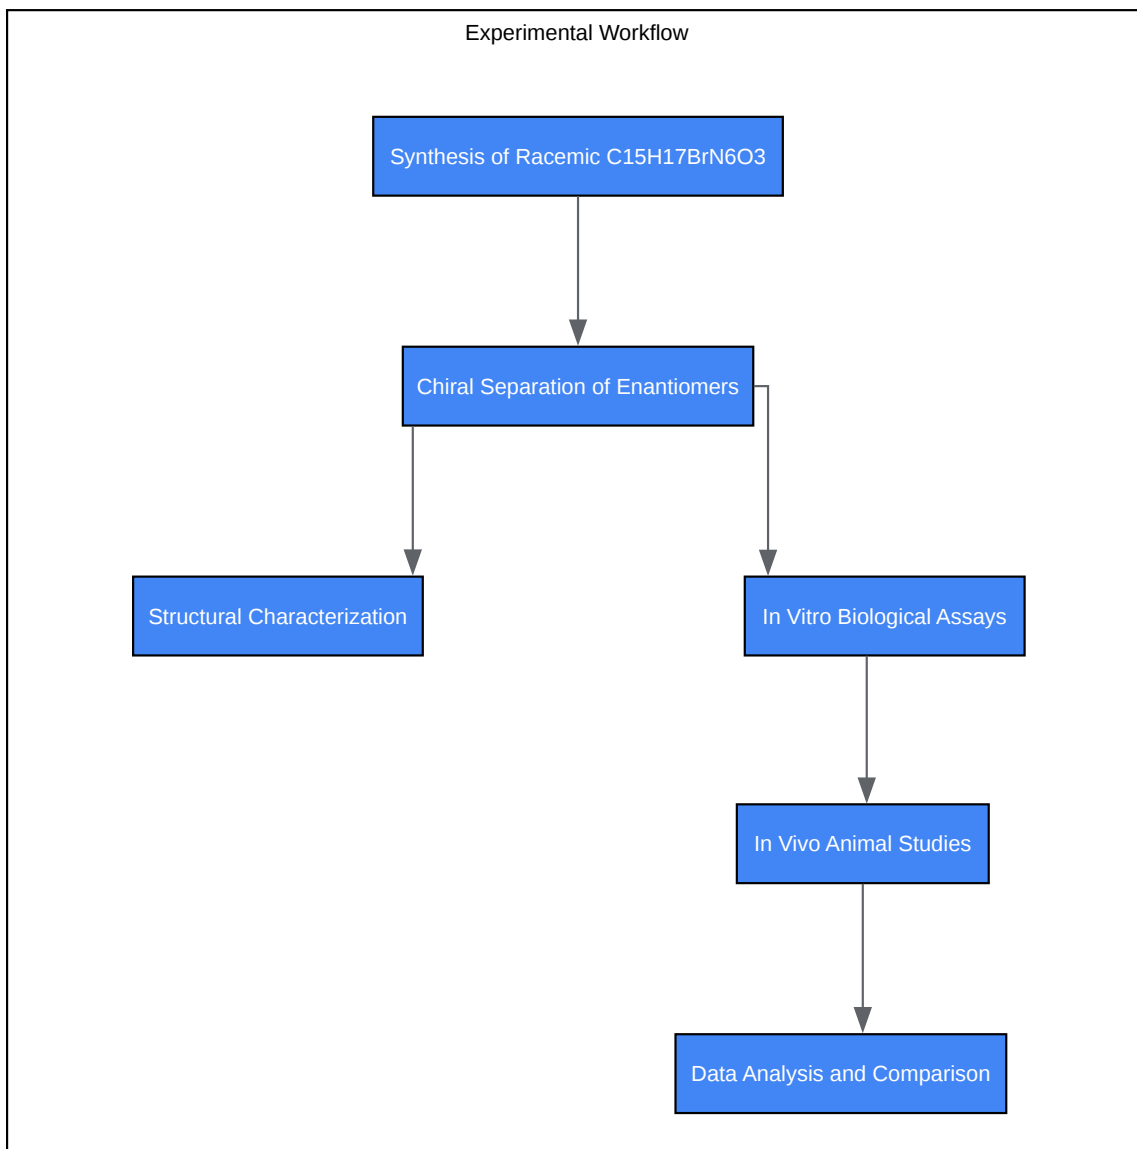 Experimental Workflow
Synthesis of Racemic C15H17BrN6O3
Chiral Separation of Enantiomers
Structural Characterization
In Vitro Biological Assays
In Vivo Animal Studies
Data Analysis and Comparison